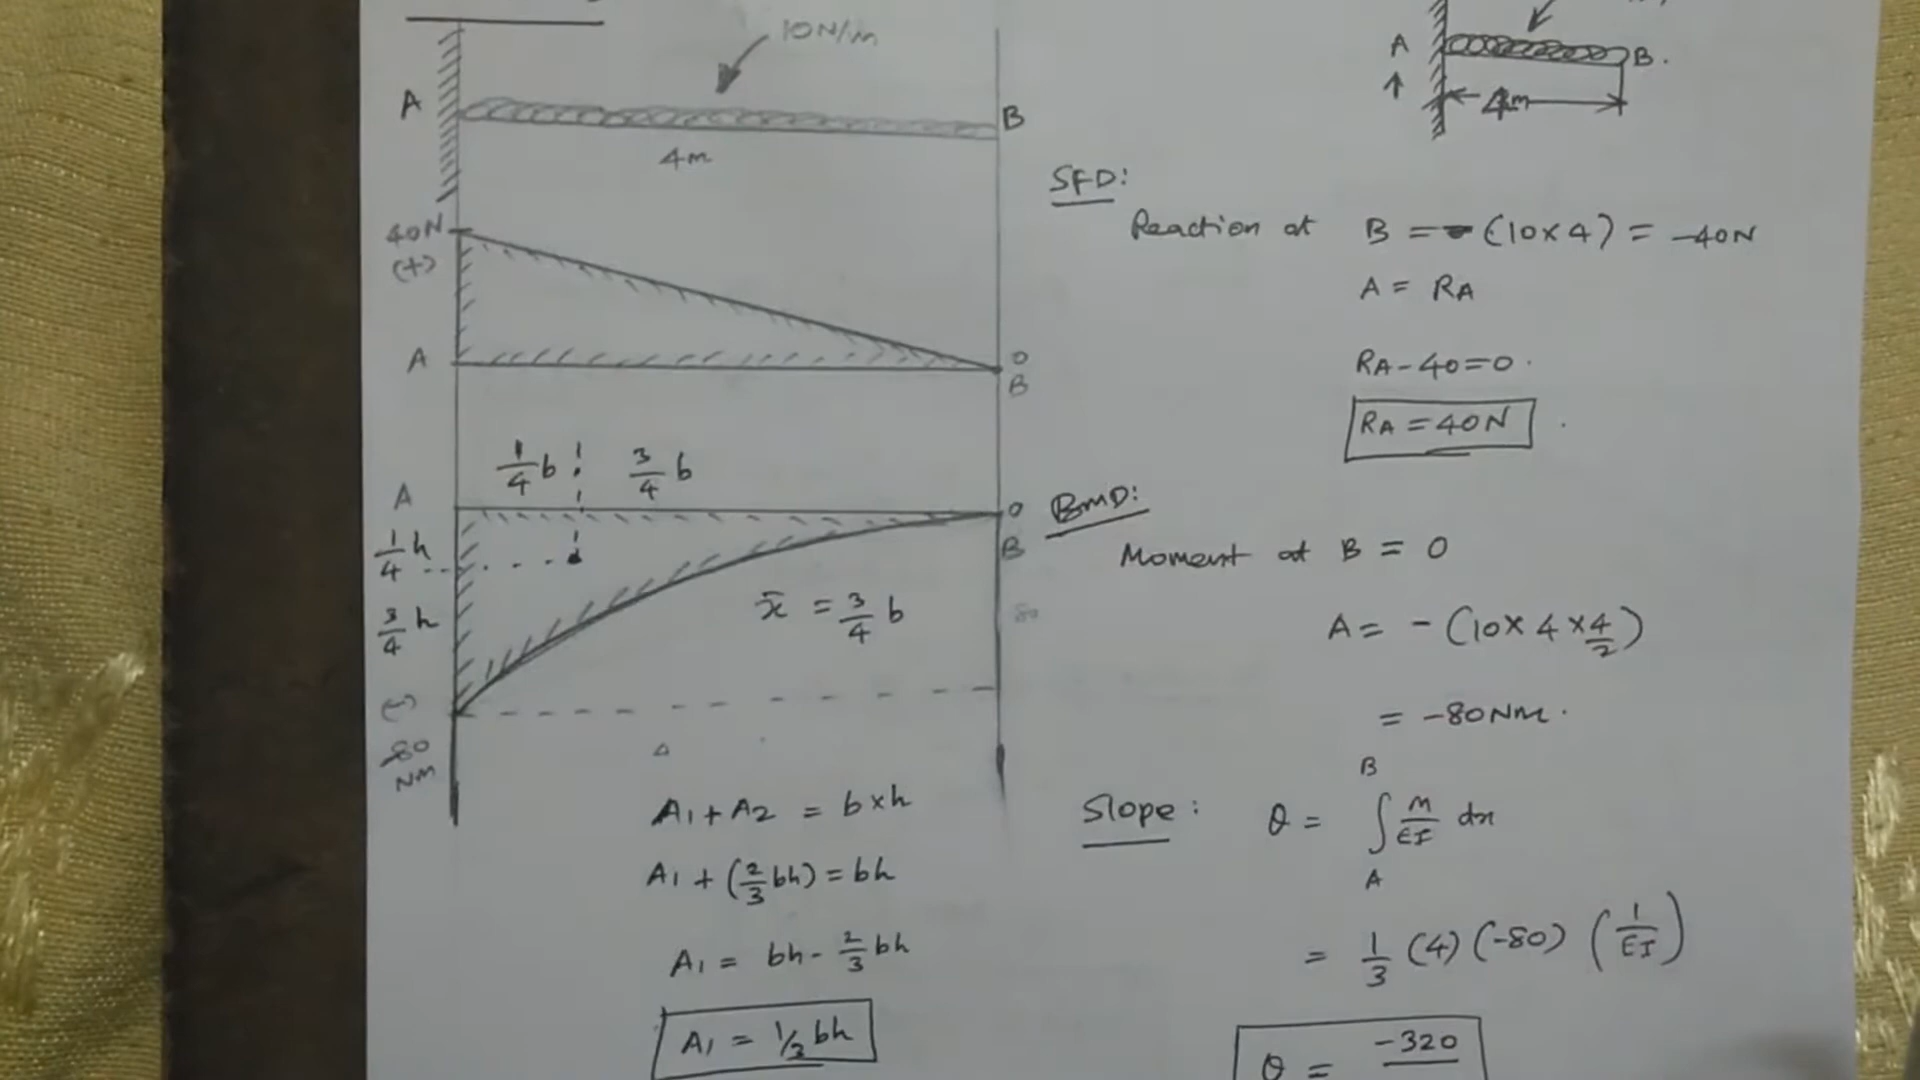 10N/m
A
B
4m
40N
(+)
A
0
B
1/4 b
3/4 b
A
0
B
1/4 h
3/4 h
x̄ = 3/4 b
(-)
-80
NM
A1 + A2 = b×h
A1 + (2/3 bh) = bh
A1 = bh - 2/3 bh
A1 = 1/3 bh
A
B.
4m
SFD:
Reaction at B = - (10×4) = -40N
A = RA
RA - 40 = 0.
RA = 40N
BMD:
Moment at B = 0
A = - (10× 4 × 4/2)
= -80NM.
Slope: θ = ∫ M/EI dx
B
A
= 1/3 (4) (-80) (1/EI)
θ = -320